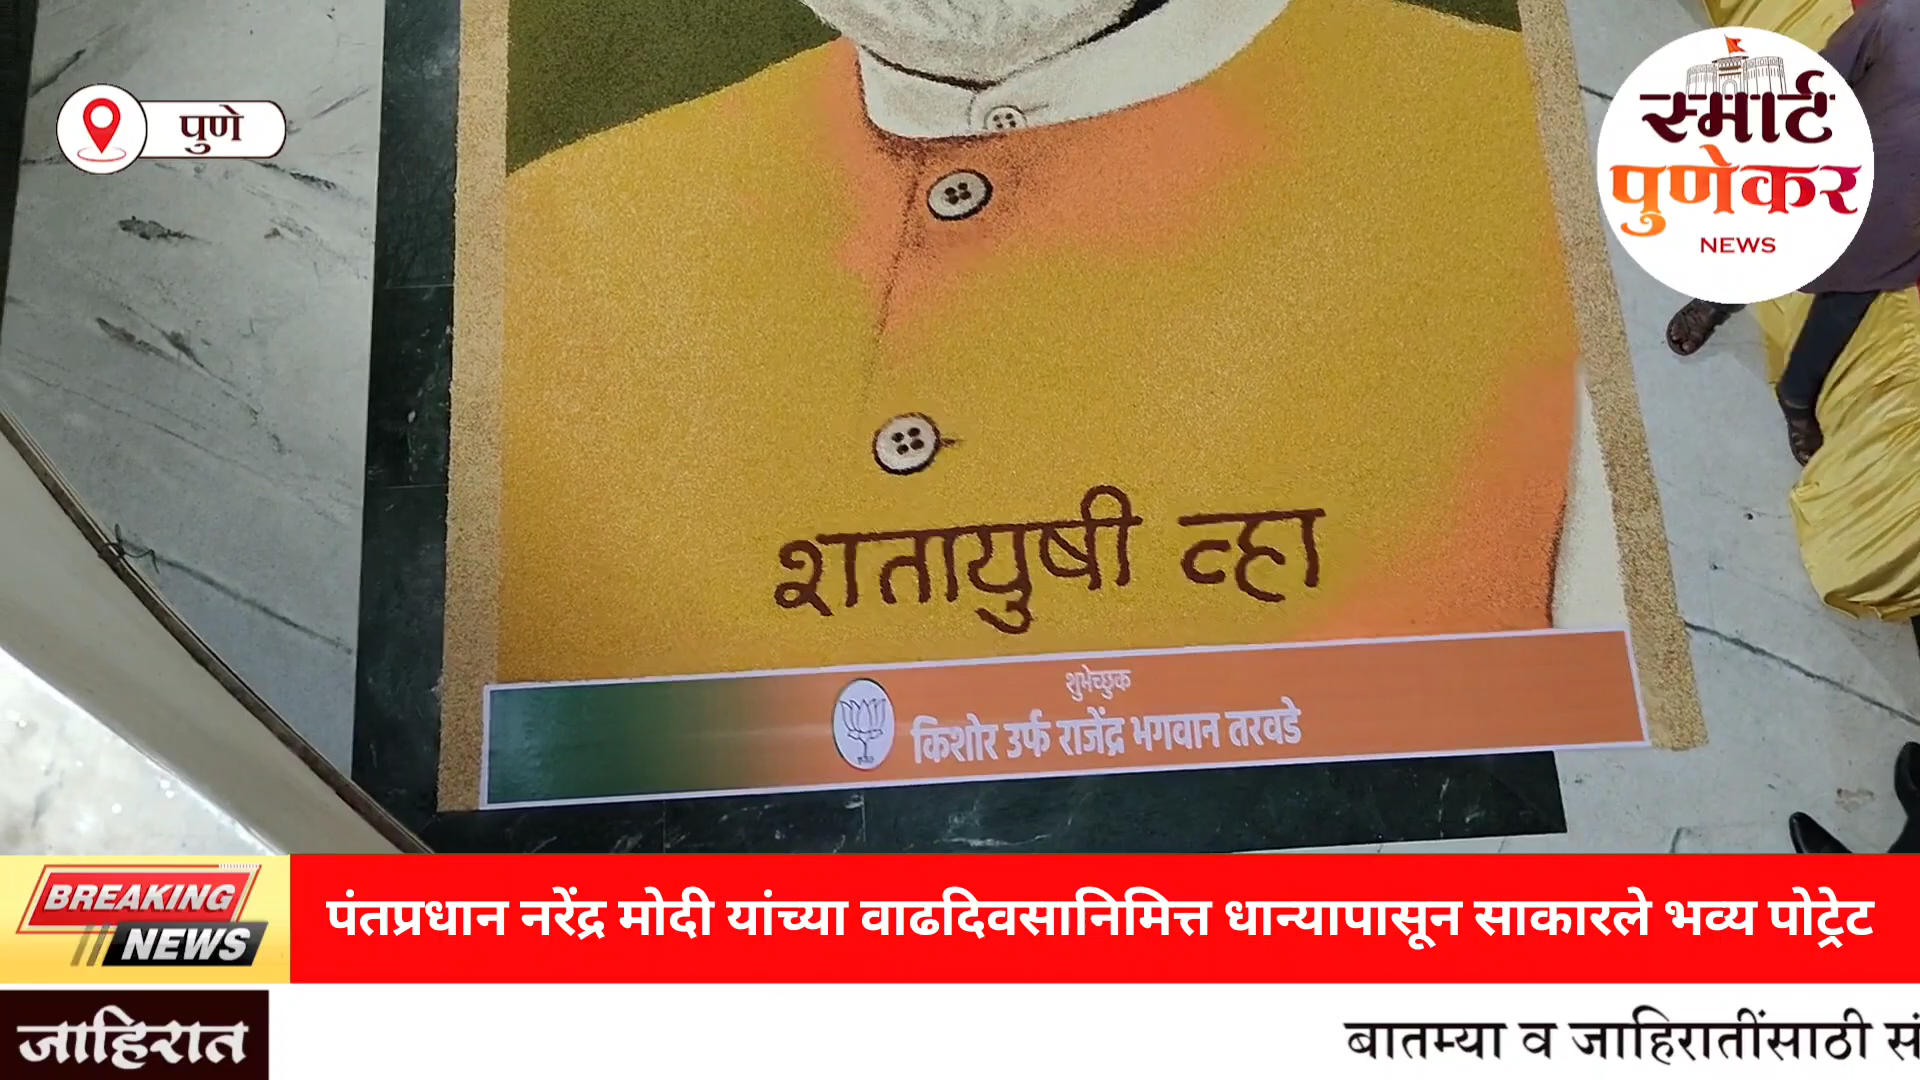 पुणे
स्मार्ट
पुणेकर
NEWS
शतायुषी व्हा
शुभेच्छुक
किशोर उर्फ राजेंद्र भगवान तरवडे
BREAKING
NEWS
पंतप्रधान नरेंद्र मोदी यांच्या वाढदिवसानिमित्त धान्यापासून साकारले भव्य पोट्रेट
जाहिरात
बातम्या व जाहिरातींसाठी सं